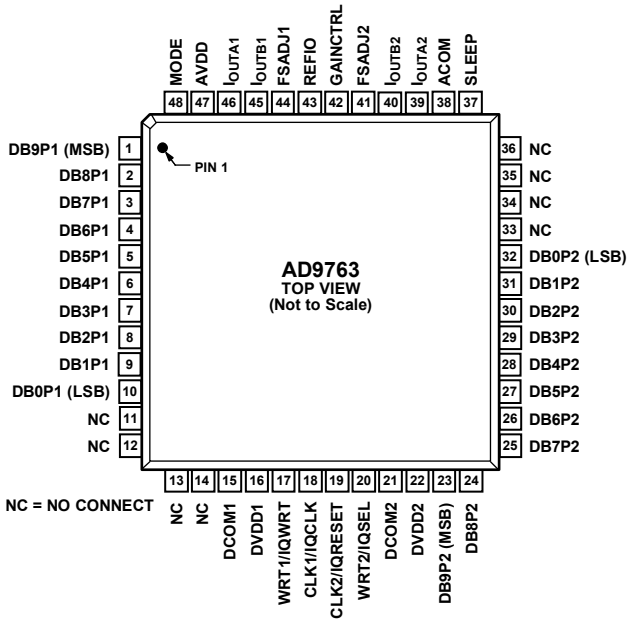 MODE
AVDD
IOUTA1
IOUTB1
FSADJ1
REFIO
GAINCTRL
FSADJ2
IOUTB2
IOUTA2
ACOM
SLEEP
48 47 46 45 44 43 42 41 40 39 38 37
DB9P1 (MSB) 1
DB8P1 2
DB7P1 3
DB6P1 4
DB5P1 5
DB4P1 6
DB3P1 7
DB2P1 8
DB1P1 9
DB0P1 (LSB) 10
NC 11
NC 12
PIN 1
AD9763
TOP VIEW
(Not to Scale)
36 NC
35 NC
34 NC
33 NC
32 DB0P2 (LSB)
31 DB1P2
30 DB2P2
29 DB3P2
28 DB4P2
27 DB5P2
26 DB6P2
25 DB7P2
13 14 15 16 17 18 19 20 21 22 23 24
NC
NC
DCOM1
DVDD1
WRT1/IQWRT
CLK1/IQCLK
CLK2/IQRESET
WRT2/IQSEL
DCOM2
DVDD2
DB9P2 (MSB)
DB8P2
NC = NO CONNECT